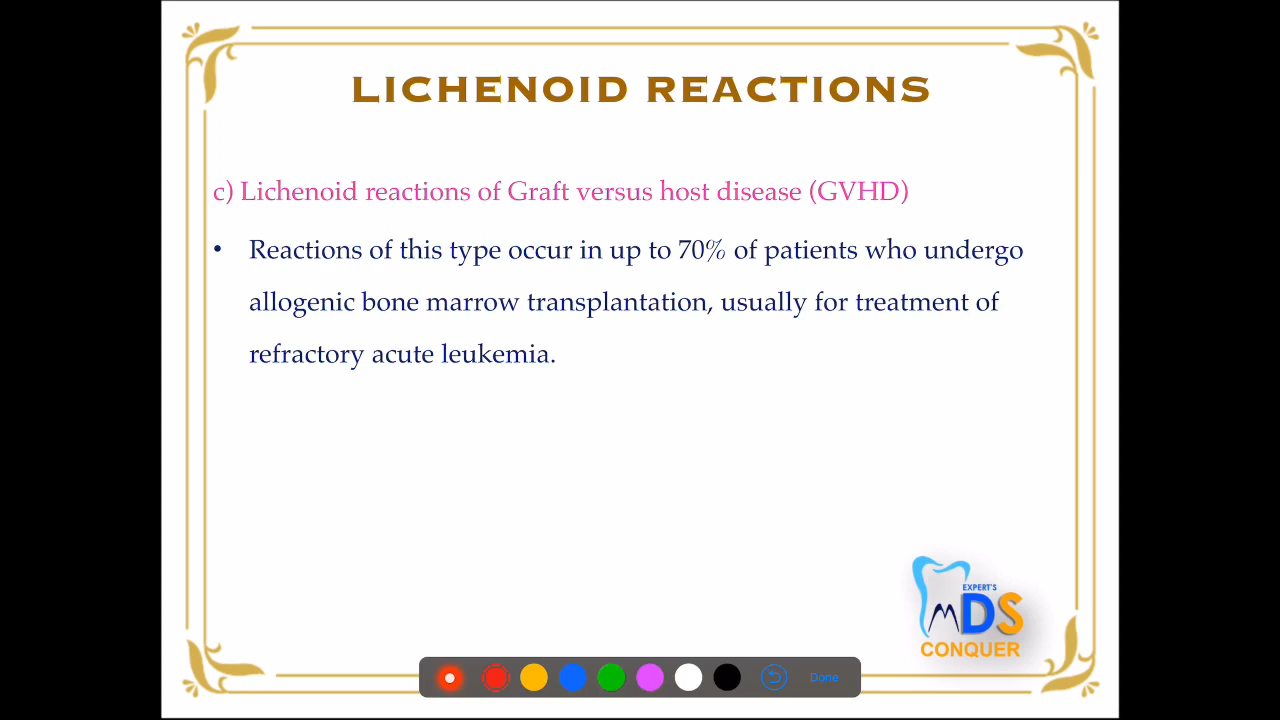 LICHENOID REACTIONS
c) Lichenoid reactions of Graft versus host disease (GVHD)
• Reactions of this type occur in up to 70% of patients who undergo
allogenic bone marrow transplantation, usually for treatment of
refractory acute leukemia.
EXPERT'S
MDS
CONQUER
Done